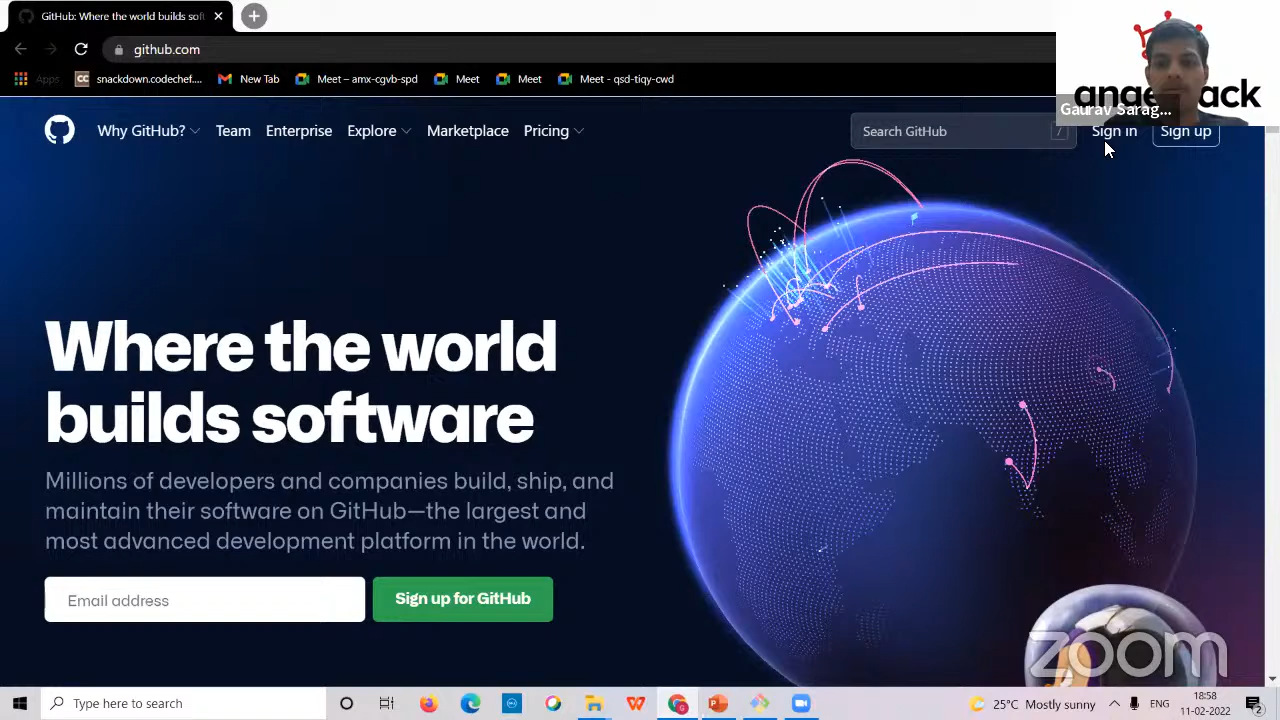 GitHub: Where the world builds soft
github.com
Apps
CC
snackdown.codechef....
New Tab
Meet – amx-cgvb-spd
Meet
Meet
Meet - qsd-tiqy-cwd
Gaurav Sarag...
Why GitHub?
Team
Enterprise
Explore
Marketplace
Pricing
Search GitHub
/
Sign in
Sign up
Where the world
builds software
Millions of developers and companies build, ship, and
maintain their software on GitHub—the largest and
most advanced development platform in the world.
Email address
Sign up for GitHub
zoom
Type here to search
25°C Mostly sunny
ENG
18:58
11-02-2022
2